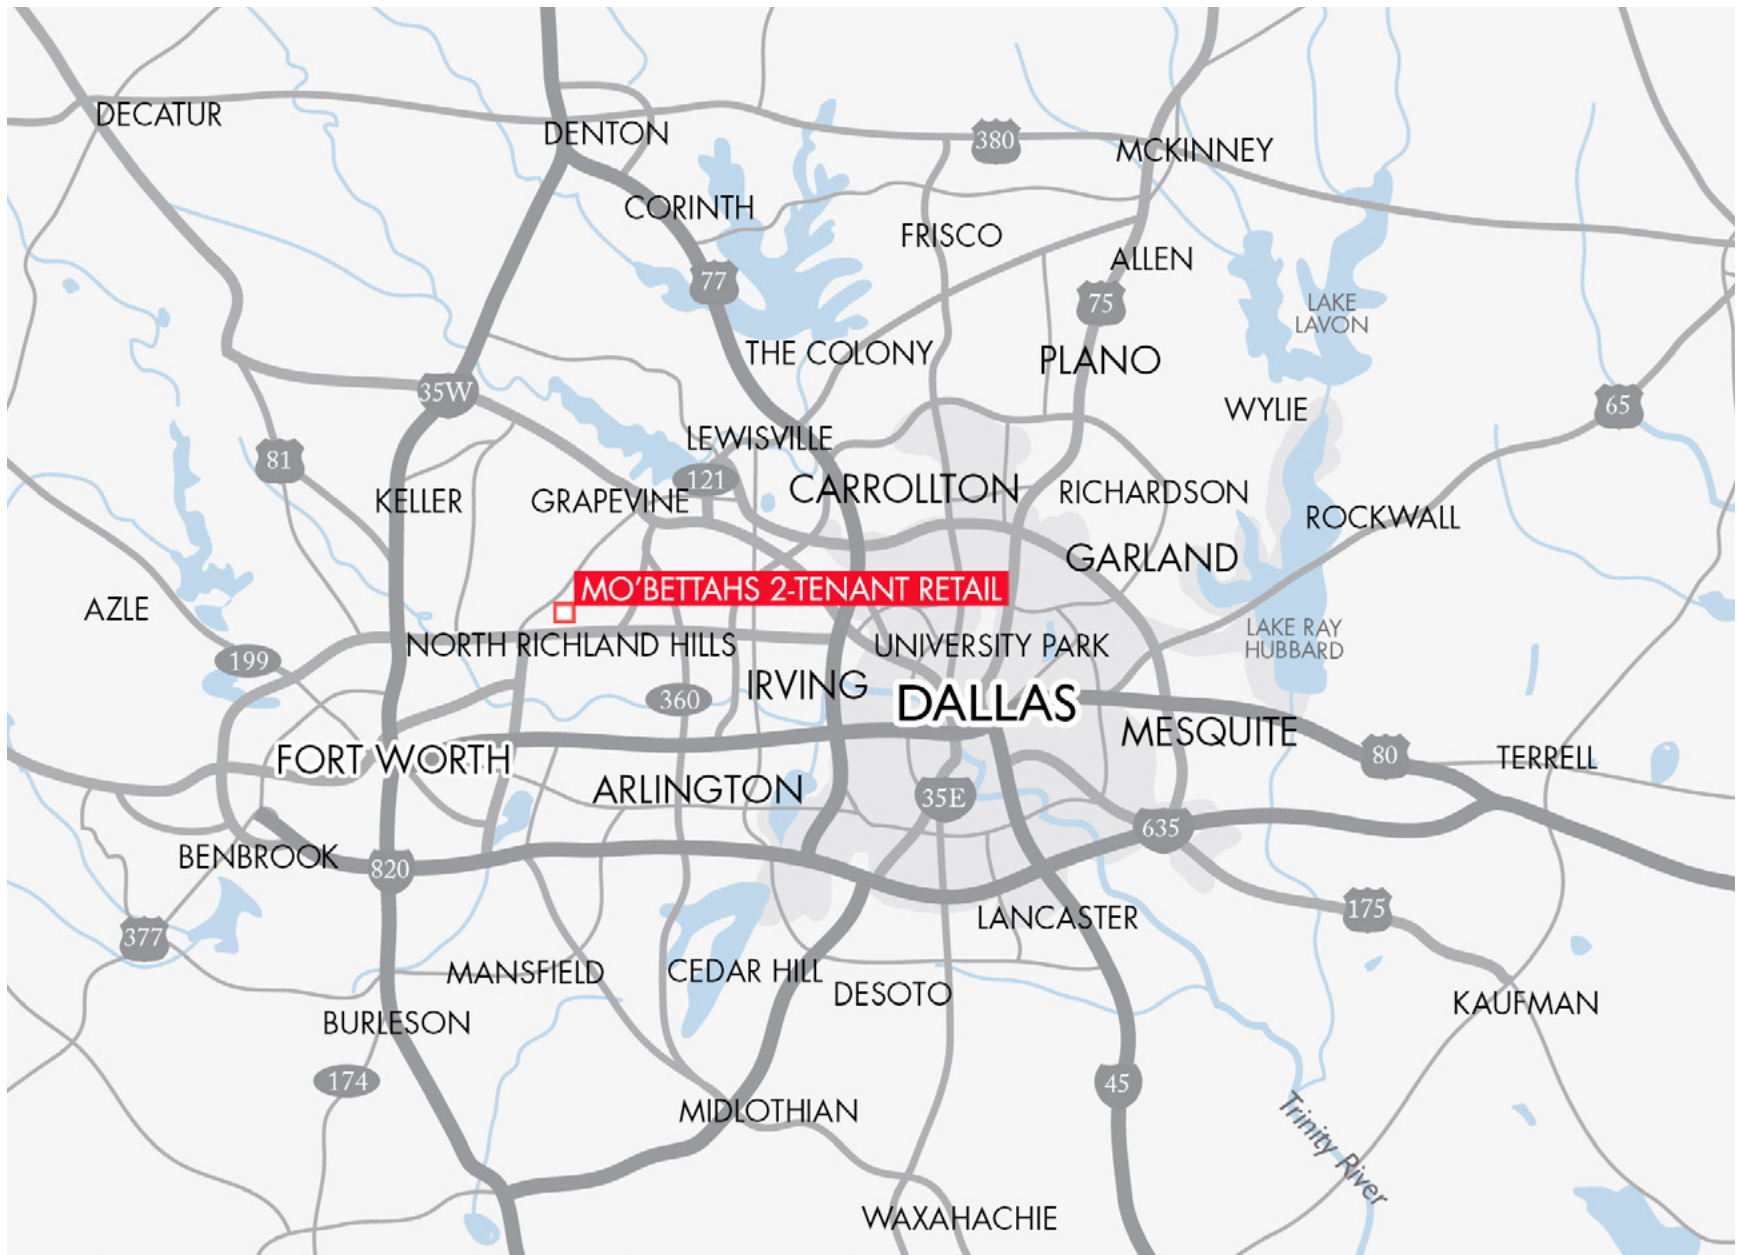 DECATUR
DENTON
380
MCKINNEY
CORINTH
FRISCO
ALLEN
77
75
LAKE
LAVON
THE COLONY
PLANO
35W
WYLIE
65
LEWISVILLE
81
121
KELLER
GRAPEVINE
CARROLLTON
RICHARDSON
ROCKWALL
GARLAND
MO'BETTAHS 2-TENANT RETAIL
AZLE
NORTH RICHLAND HILLS
UNIVERSITY PARK
LAKE RAY
HUBBARD
199
IRVING
360
DALLAS
MESQUITE
FORT WORTH
80
TERRELL
ARLINGTON
35E
635
BENBROOK
820
175
LANCASTER
377
MANSFIELD
CEDAR HILL
DESOTO
KAUFMAN
BURLESON
174
45
MIDLOTHIAN
Trinity River
WAXAHACHIE